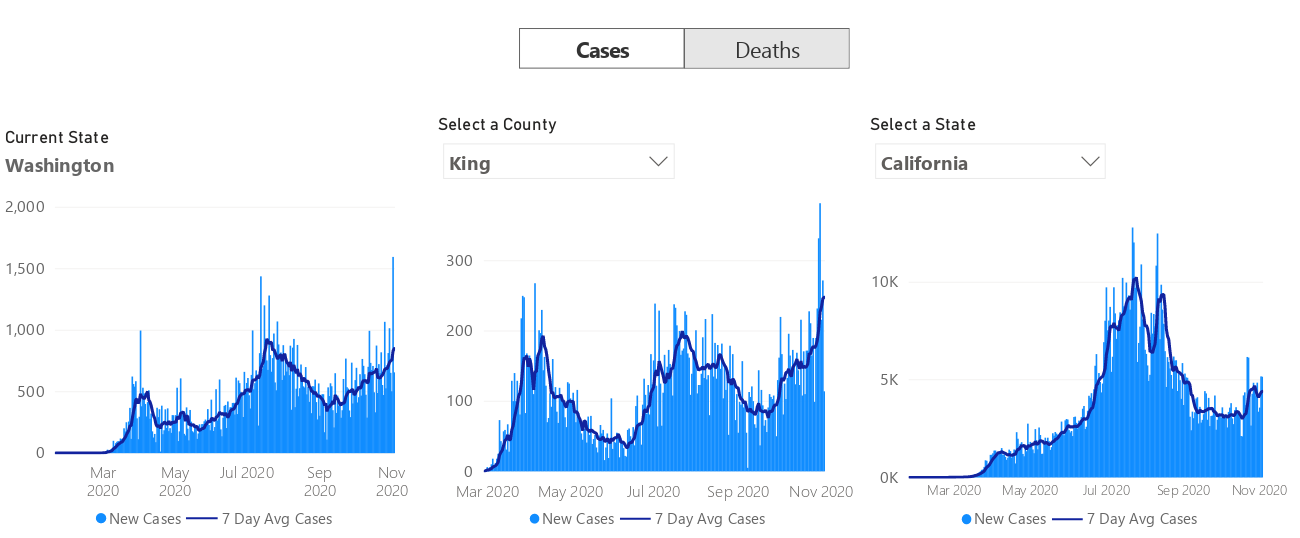 Cases Deaths
Current State
Washington
2,000
1,500
1,000
500
0
Mar 2020 May 2020 Jul 2020 Sep 2020 Nov 2020
New Cases 7 Day Avg Cases
Select a County
King
300
200
100
0
Mar 2020 May 2020 Jul 2020 Sep 2020 Nov 2020
New Cases 7 Day Avg Cases
Select a State
California
10K
5K
0K
Mar 2020 May 2020 Jul 2020 Sep 2020 Nov 2020
New Cases 7 Day Avg Cases